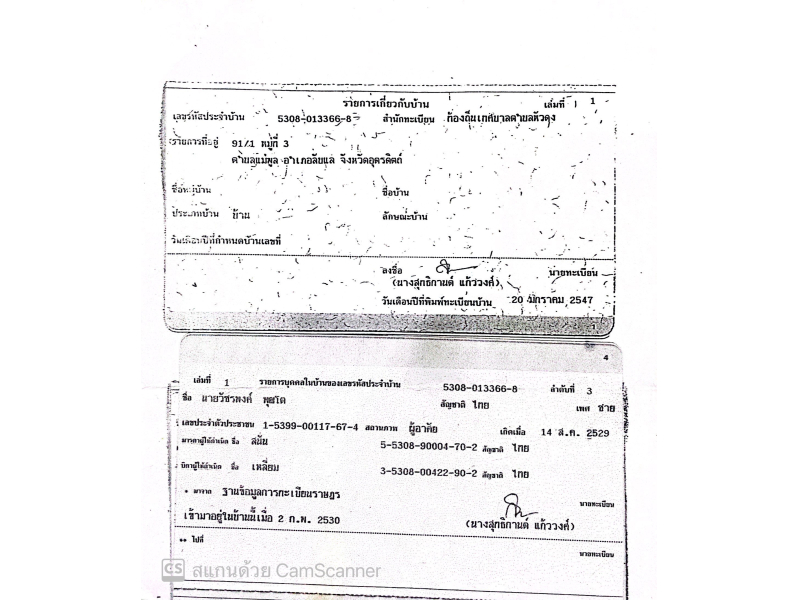 รายการเกี่ยวกับบ้าน เล่มที่ 1
เลขรหัสประจำบ้าน 5308-013366-8 สำนักทะเบียน ท้องถิ่นเทศบาลตำบลหัวดง
รายการที่อยู่ 91/1 หมู่ที่ 3
ตำบลแม่พูล อำเภอลับแล จังหวัดอุตรดิตถ์
ชื่อหมู่บ้าน ชื่อบ้าน
ประเภทบ้าน บ้าน ลักษณะบ้าน
วันเดือนปีที่กำหนดบ้านเลขที่
ลงชื่อ นายทะเบียน
(นางสุทธิกานต์ แก้ววงค์)
วันเดือนปีที่พิมพ์ทะเบียนบ้าน 20 มกราคม 2547
1
4
เล่มที่ 1 รายการบุคคลในบ้านของเลขรหัสประจำบ้าน 5308-013366-8 ลำดับที่ 3
ชื่อ นายวัชรพงค์ สัญชาติ ไทย เพศ ชาย
เลขประจำตัวประชาชน 1-5399-00117-67-4 สถานภาพ ผู้อาศัย เกิดเมื่อ 14 ส.ค. 2529
มารดาผู้ให้กำเนิด ชื่อ สนั่น 5-5308-90004-70-2 สัญชาติ ไทย
บิดาผู้ให้กำเนิด ชื่อ เหลี่ยม 3-5308-00422-90-2 สัญชาติ ไทย
* มาจาก ฐานข้อมูลการทะเบียนราษฎร
นายทะเบียน
เข้ามาอยู่ในบ้านนี้เมื่อ 2 ก.พ. 2530 (นางสุทธิกานต์ แก้ววงค์)
** ไปที่
นายทะเบียน
CS สแกนด้วย CamScanner